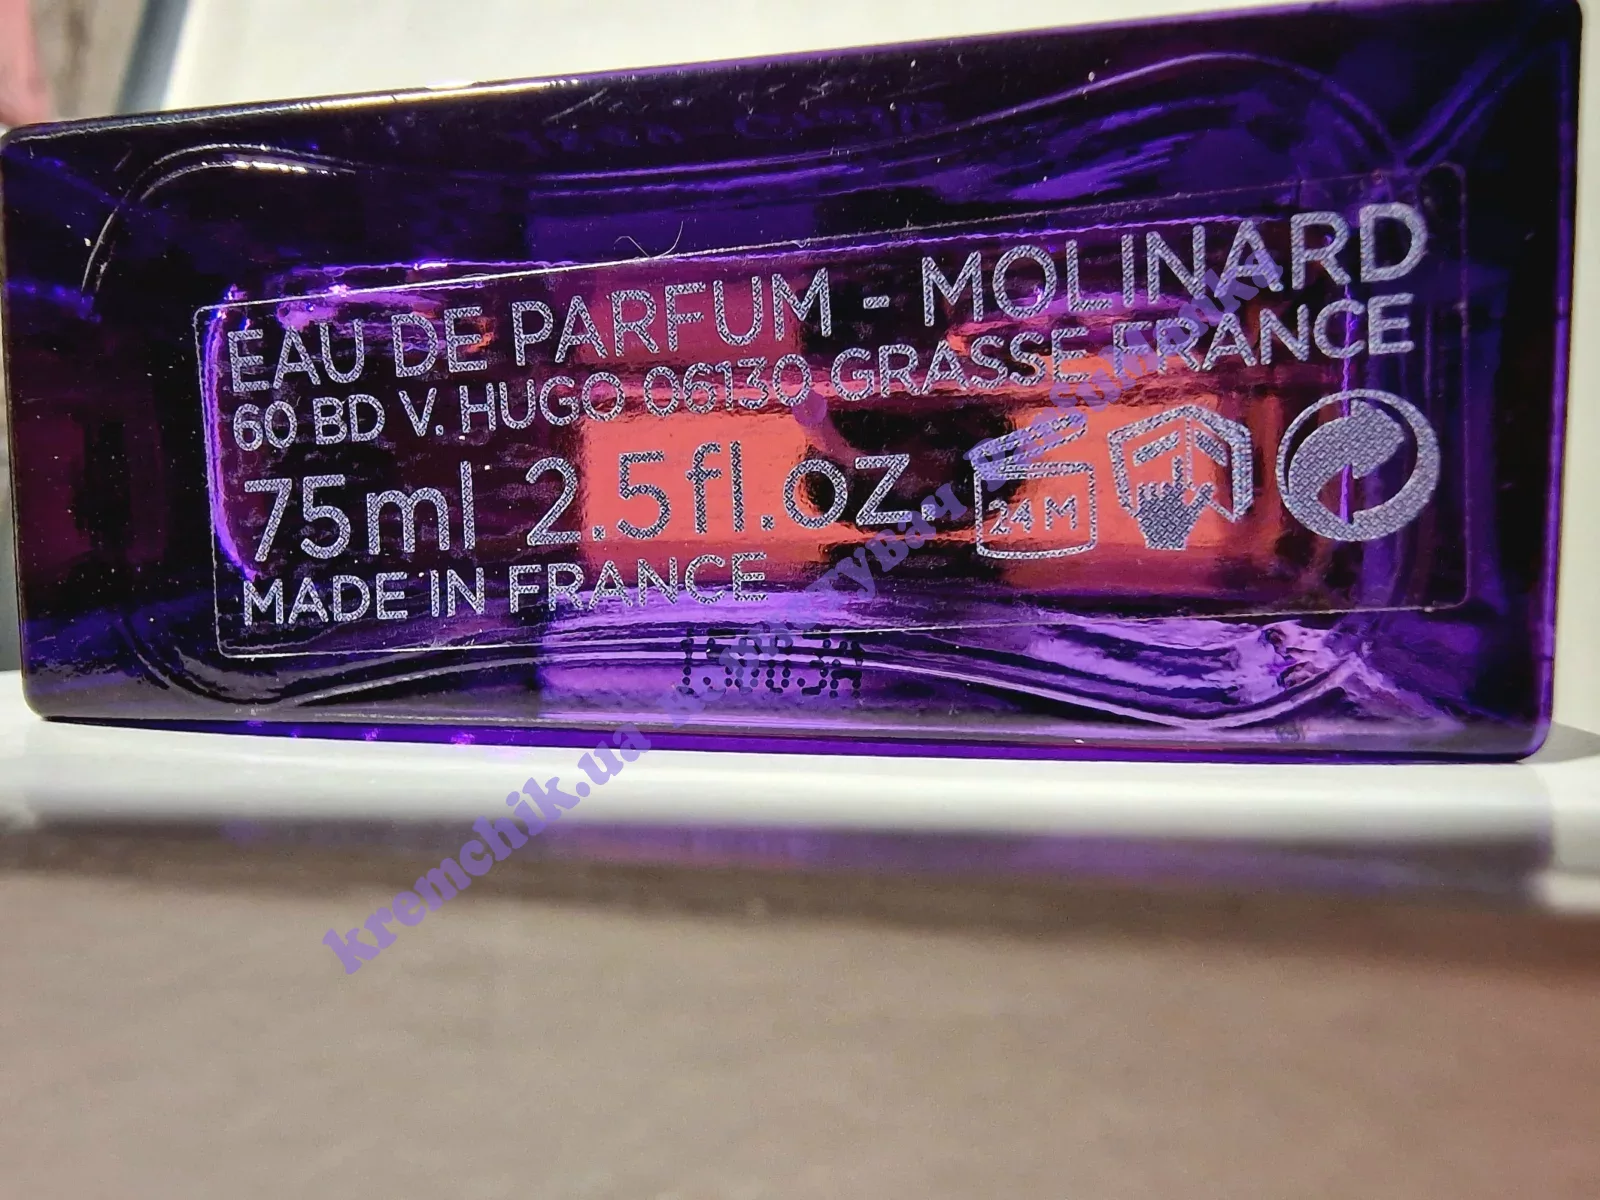 EAU DE PARFUM - MOLINARD
60 BD V. HUGO 06130 GRASSE FRANCE
75ml 2.5fl.oz.
24M
MADE IN FRANCE
kremchik.ua